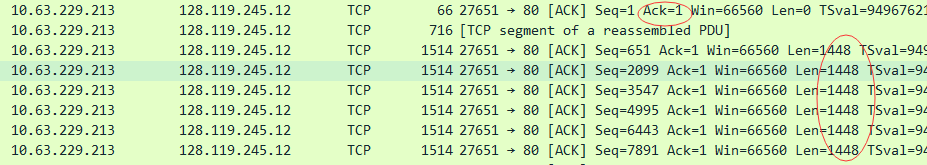 10.63.229.213 128.119.245.12 TCP 66 27651 → 80 [ACK] Seq=1 Ack=1 Win=66560 Len=0 TSval=94967621
10.63.229.213 128.119.245.12 TCP 716 [TCP segment of a reassembled PDU]
10.63.229.213 128.119.245.12 TCP 1514 27651 → 80 [ACK] Seq=651 Ack=1 Win=66560 Len=1448 TSval=949
10.63.229.213 128.119.245.12 TCP 1514 27651 → 80 [ACK] Seq=2099 Ack=1 Win=66560 Len=1448 TSval=94
10.63.229.213 128.119.245.12 TCP 1514 27651 → 80 [ACK] Seq=3547 Ack=1 Win=66560 Len=1448 TSval=94
10.63.229.213 128.119.245.12 TCP 1514 27651 → 80 [ACK] Seq=4995 Ack=1 Win=66560 Len=1448 TSval=94
10.63.229.213 128.119.245.12 TCP 1514 27651 → 80 [ACK] Seq=6443 Ack=1 Win=66560 Len=1448 TSval=94
10.63.229.213 128.119.245.12 TCP 1514 27651 → 80 [ACK] Seq=7891 Ack=1 Win=66560 Len=1448 TSval=94